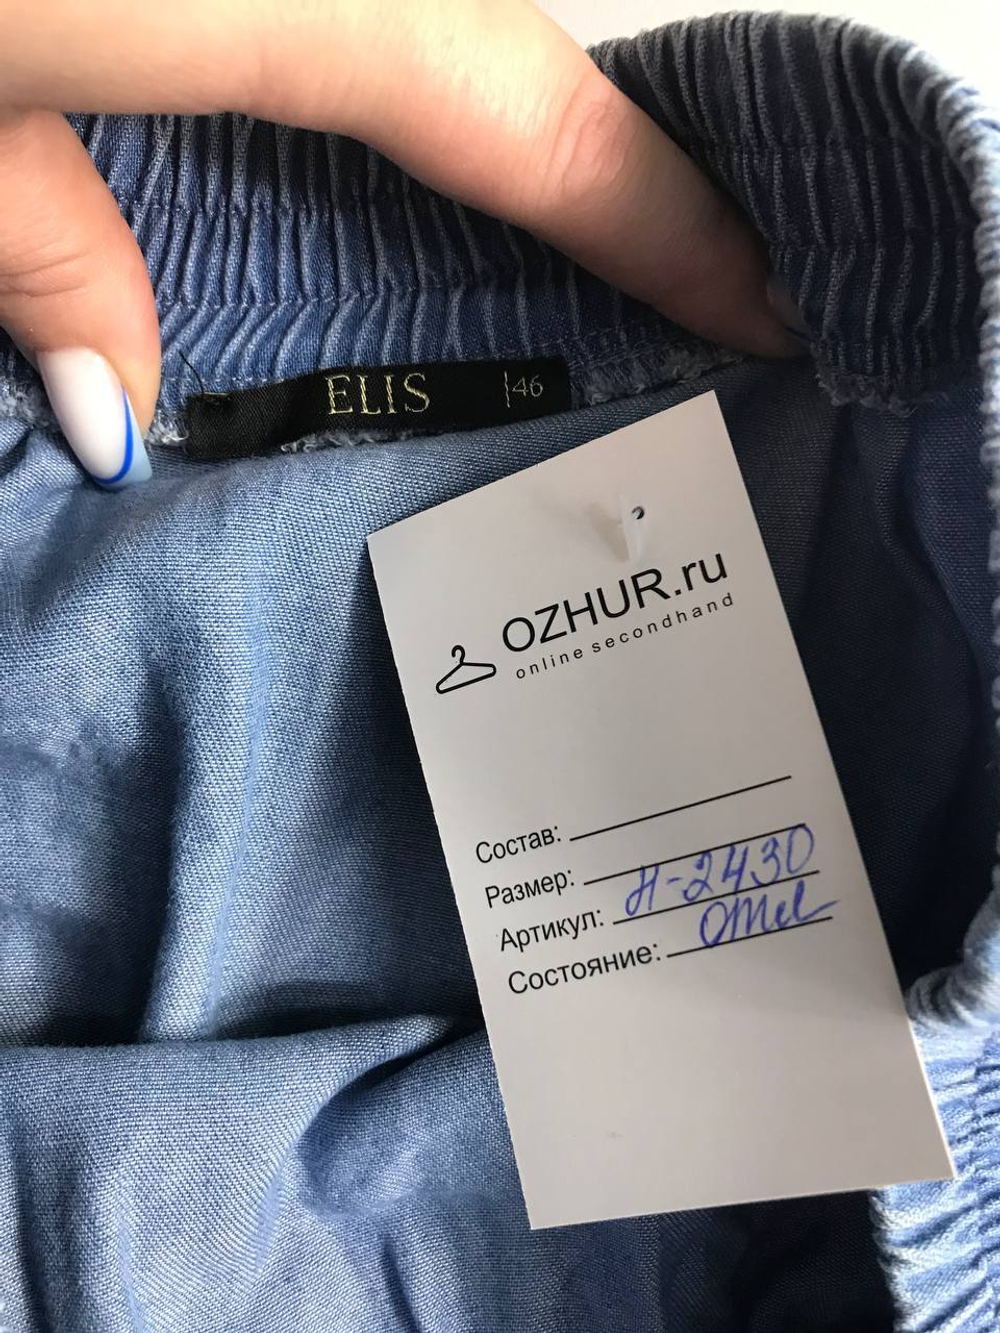 ELIS |46
OZHUR.ru
online secondhand
Состав:
Размер:
Артикул: H-2430
Состояние: отл